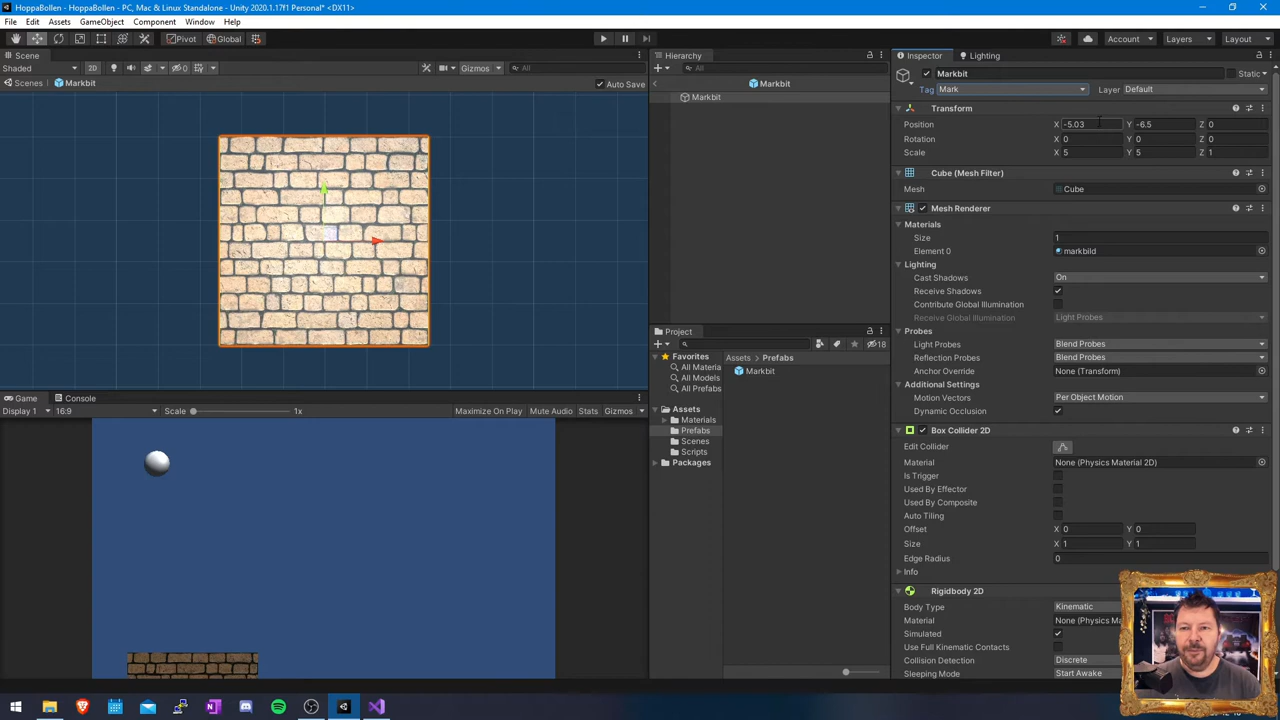 HoppaBollen - HoppaBollen - PC, Mac & Linux Standalone - Unity 2020.1.17f1 Personal* <DX11>
File Edit Assets GameObject Component Window Help
Pivot Global Account Layers Layout
Scene
Shaded 2D 0 Gizmos All
Scenes Markbit Auto Save
Game Console
Display 1 16:9 Scale 1x Maximize On Play Mute Audio Stats Gizmos
Hierarchy
All
Markbit
Markbit
Project
18
Favorites
All Materia
All Models
All Prefabs
Assets
Materials
Prefabs
Scenes
Scripts
Packages
Assets > Prefabs
Markbit
Inspector Lighting
Markbit Static
Tag Mark Layer Default
Transform
Position X -5.03 Y -6.5 Z 0
Rotation X 0 Y 0 Z 0
Scale X 5 Y 5 Z 1
Cube (Mesh Filter)
Mesh Cube
Mesh Renderer
Materials
Size 1
Element 0 markbild
Lighting
Cast Shadows On
Receive Shadows
Contribute Global Illumination
Receive Global Illumination Light Probes
Probes
Light Probes Blend Probes
Reflection Probes Blend Probes
Anchor Override None (Transform)
Additional Settings
Motion Vectors Per Object Motion
Dynamic Occlusion
Box Collider 2D
Edit Collider
Material None (Physics Material 2D)
Is Trigger
Used By Effector
Used By Composite
Auto Tiling
Offset X 0 Y 0
Size X 1 Y 1
Edge Radius 0
Info
Rigidbody 2D
Body Type Kinematic
Material None (Physics Ma
Simulated
Use Full Kinematic Contacts
Collision Detection Discrete
Sleeping Mode Start Awake